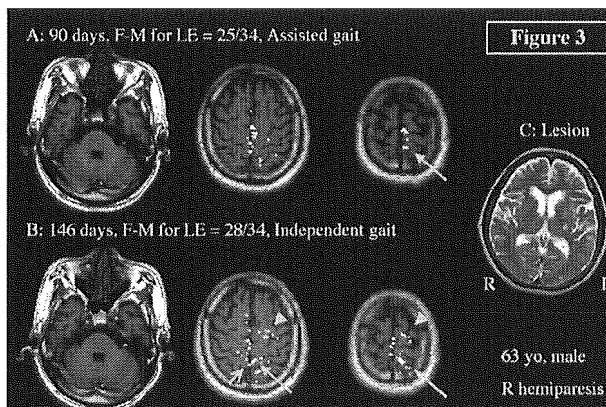 A: 90 days, F-M for LE = 25/34, Assisted gait
Figure 3
C: Lesion
B: 146 days, F-M for LE = 28/34, Independent gait
R
63 yo, male
R hemiparesis